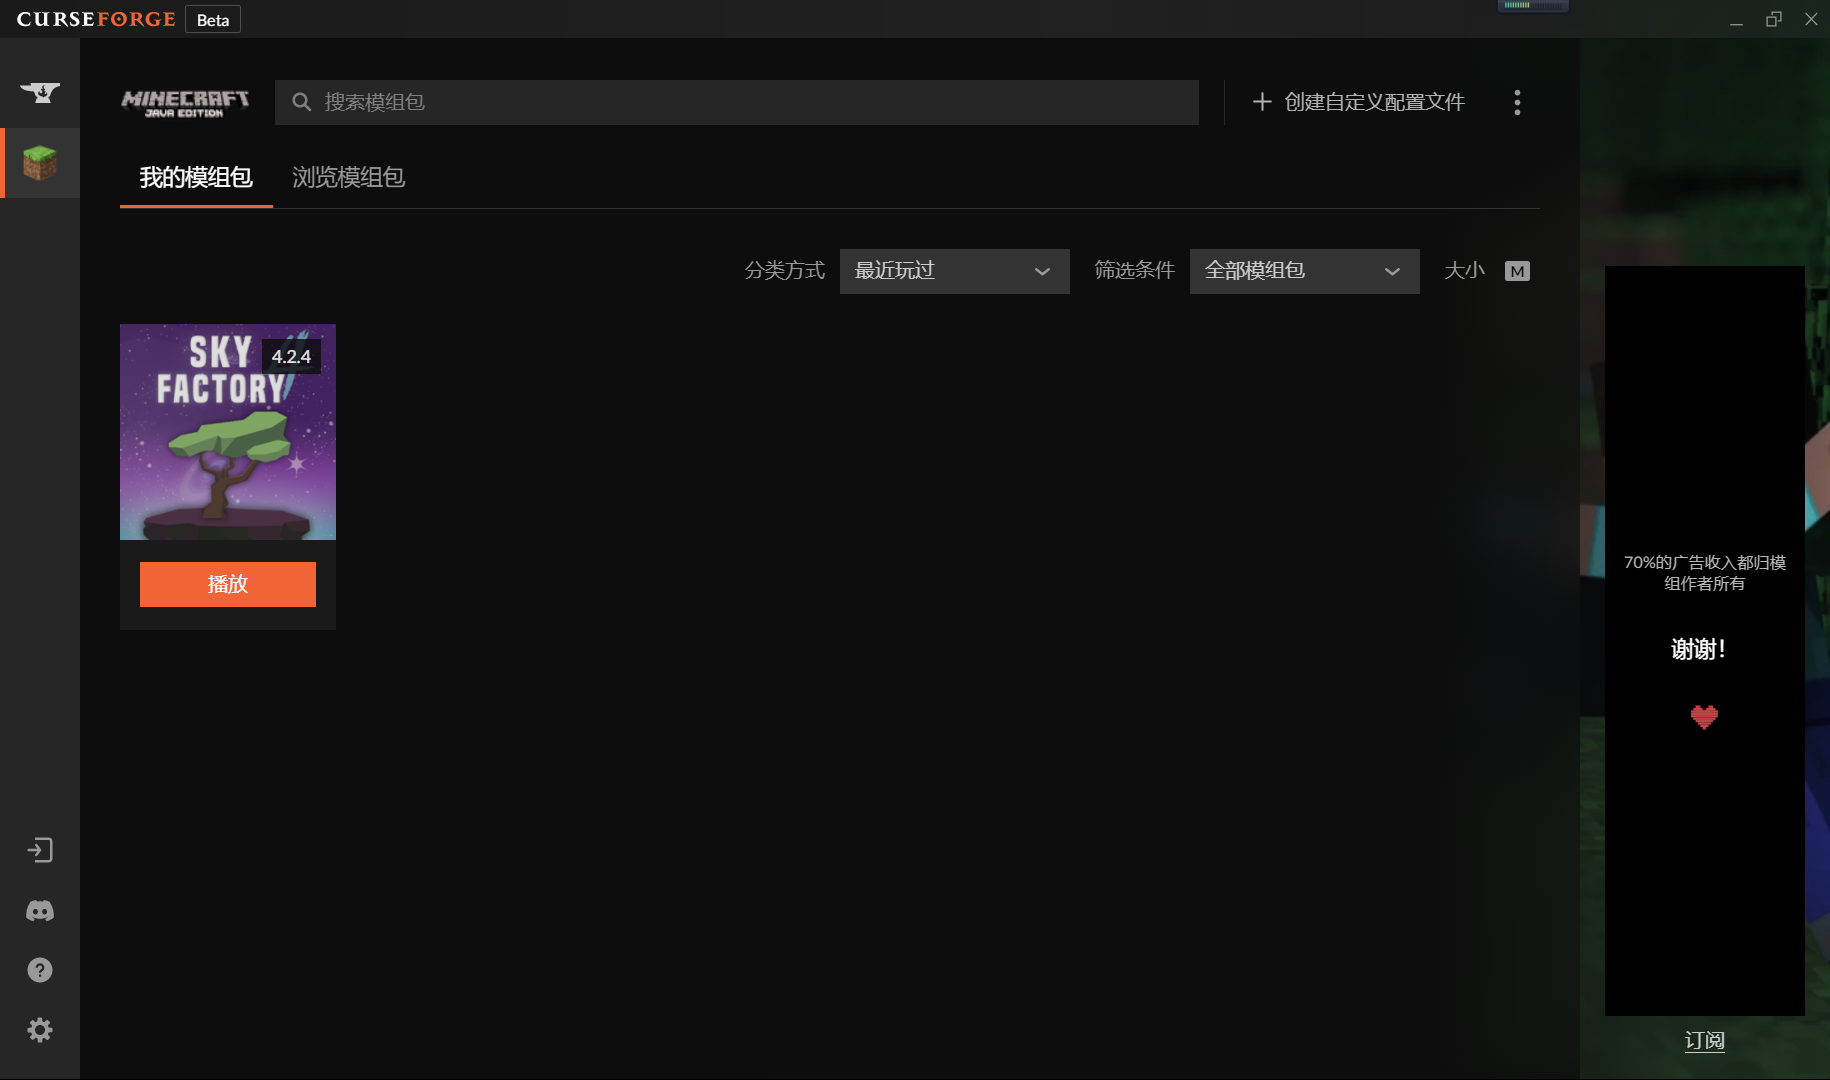 CURSEFORGE Beta
MINECRAFT
JAVA EDITION
搜索模组包
创建自定义配置文件
我的模组包 浏览模组包
分类方式 最近玩过 筛选条件 全部模组包 大小 M
SKY
4
4.2.4
FACTORY
播放
70%的广告收入都归模
组作者所有
谢谢！
订阅